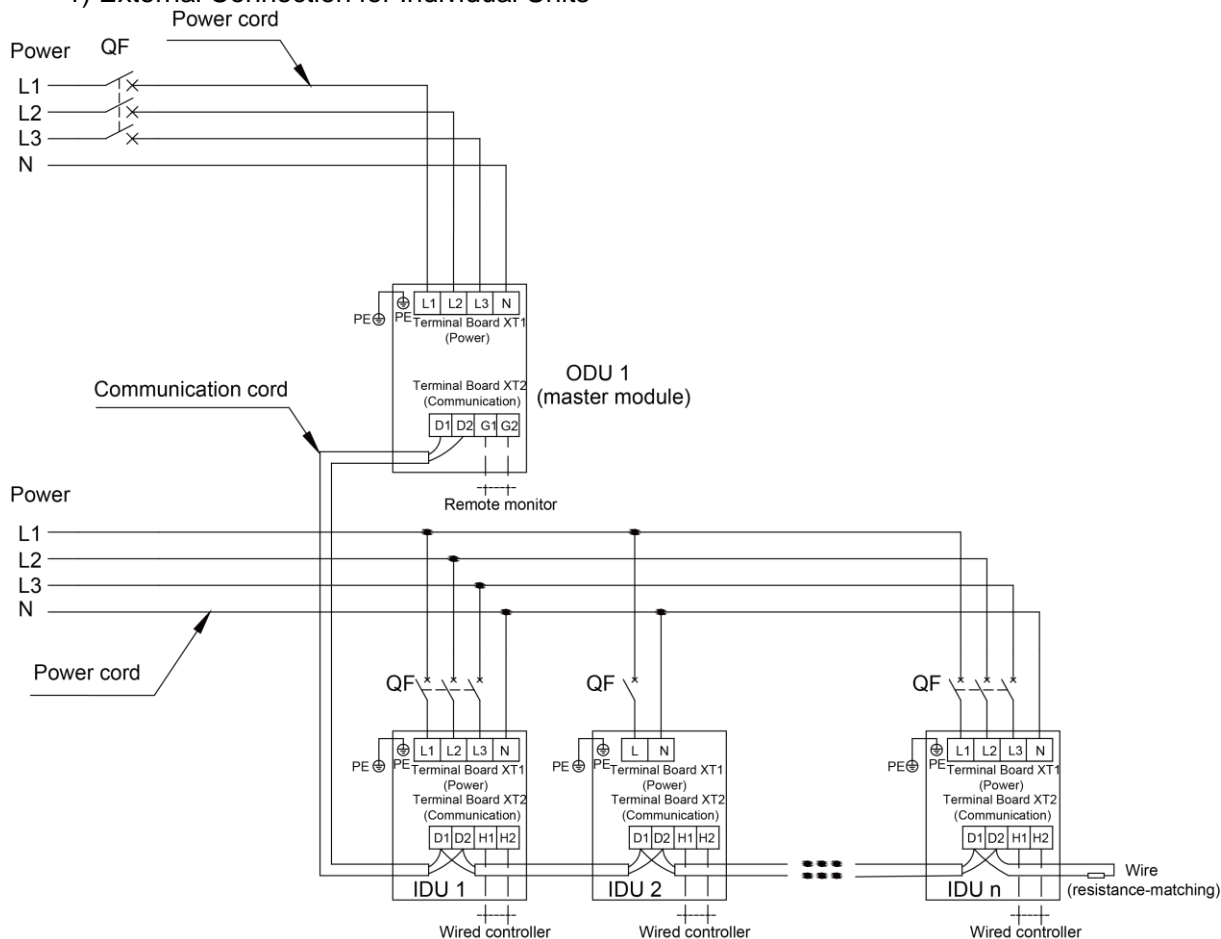 1) External Connection for Individual Units
Power cord
Power QF
L1
L2
L3
N
L1 L2 L3 N
PE PE
Terminal Board XT1
(Power)
ODU 1
(master module)
Terminal Board XT2
(Communication)
D1 D2 G1 G2
Communication cord
Remote monitor
Power
L1
L2
L3
N
Power cord
QF QF QF
L1 L2 L3 N L N L1 L2 L3 N
PE PE PE PE PE PE
Terminal Board XT1 Terminal Board XT1 Terminal Board XT1
(Power) (Power) (Power)
Terminal Board XT2 Terminal Board XT2 Terminal Board XT2
(Communication) (Communication) (Communication)
D1 D2 H1 H2 D1 D2 H1 H2 D1 D2 H1 H2
IDU 1 IDU 2 IDU n
Wire
(resistance-matching)
Wired controller Wired controller Wired controller